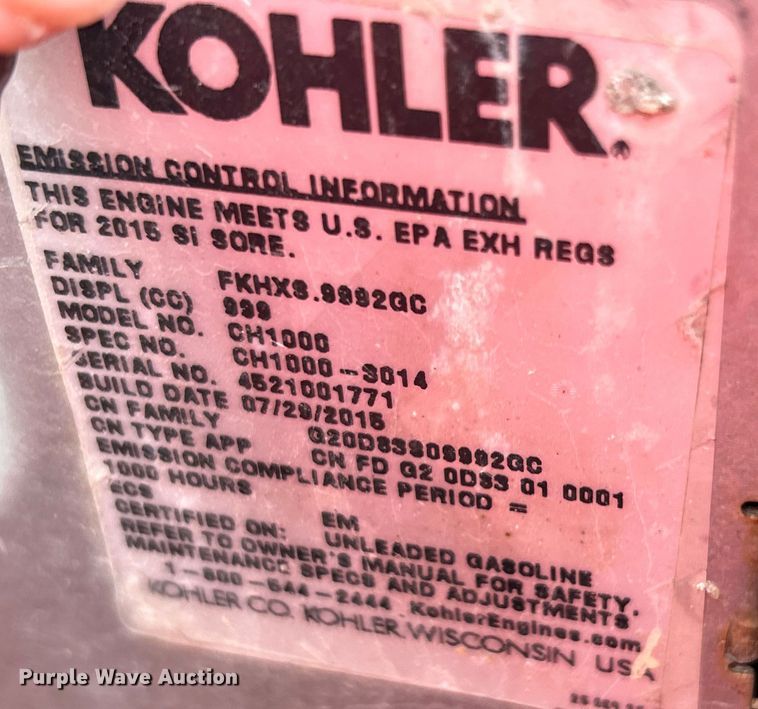 KOHLER®
EMISSION CONTROL INFORMATION
THIS ENGINE MEETS U.S. EPA EXH REGS
FOR 2015 Si SORE.
FAMILY FKHXS.9992GC
DISPL (CC) 999
MODEL NO. CH1000
SPEC NO. CH1000-3014
SERIAL NO. 4521001771
BUILD DATE 07/29/2015
CN FAMILY
CN TYPE APP CN FD G2 0DS3 01 0001
EMISSION COMPLIANCE PERIOD =
1000 HOURS
ECS EM
CERTIFIED ON: UNLEADED GASOLINE
REFER TO OWNER'S MANUAL FOR SAFETY,
MAINTENANCE SPECS AND ADJUSTMENTS
1-800-544-2444 KohlerEngines.com
KOHLER CO. KOHLER, WISCONSIN USA
Purple Wave Auction